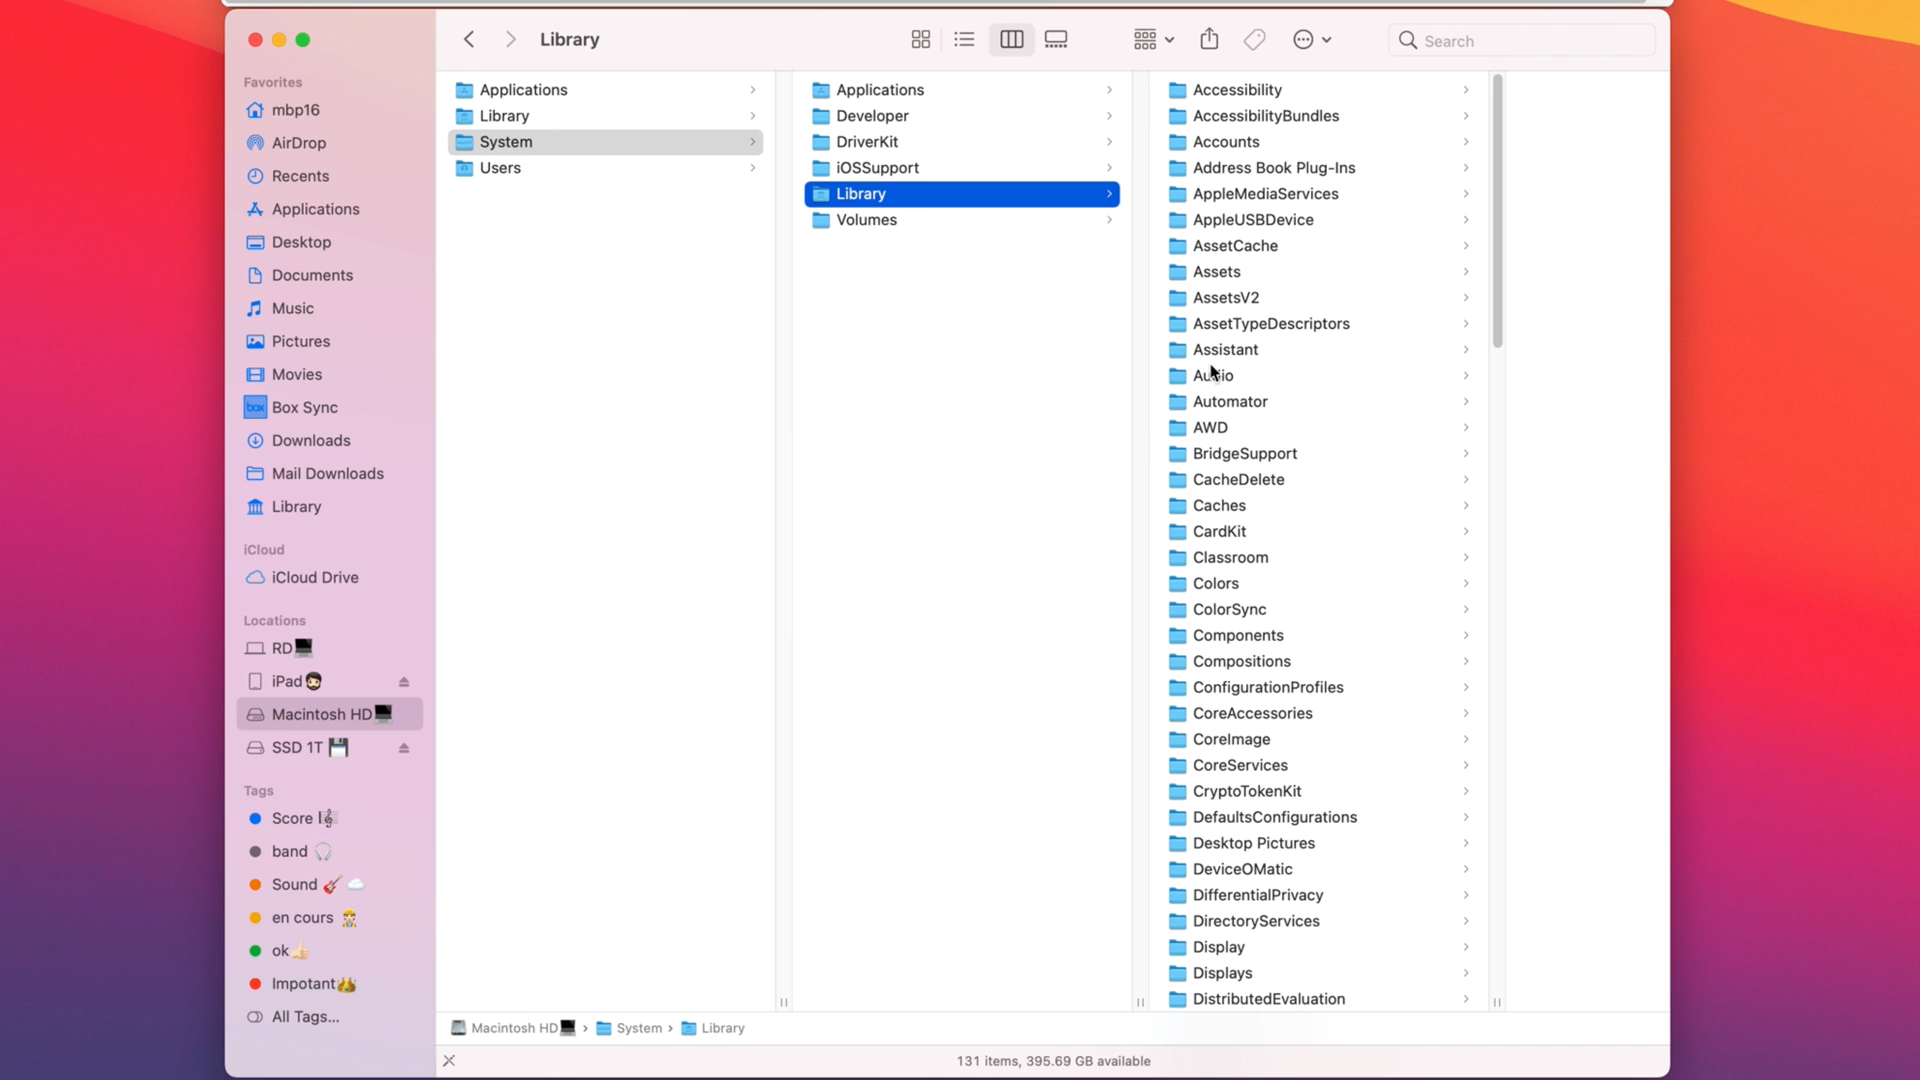 Library
Search
Favorites
mbp16
AirDrop
Recents
Applications
Desktop
Documents
Music
Pictures
Movies
box Box Sync
Downloads
Mail Downloads
Library
iCloud
iCloud Drive
Locations
RD
iPad
Macintosh HD
SSD 1T
Tags
Score
band
Sound
en cours
ok
Impotant
All Tags...
Applications
Library
System
Users
Applications
Developer
DriverKit
iOSSupport
Library
Volumes
Accessibility
AccessibilityBundles
Accounts
Address Book Plug-Ins
AppleMediaServices
AppleUSBDevice
AssetCache
Assets
AssetsV2
AssetTypeDescriptors
Assistant
Audio
Automator
AWD
BridgeSupport
CacheDelete
Caches
CardKit
Classroom
Colors
ColorSync
Components
Compositions
ConfigurationProfiles
CoreAccessories
CoreImage
CoreServices
CryptoTokenKit
DefaultsConfigurations
Desktop Pictures
DeviceOMatic
DifferentialPrivacy
DirectoryServices
Display
Displays
DistributedEvaluation
Macintosh HD › System › Library
131 items, 395.69 GB available